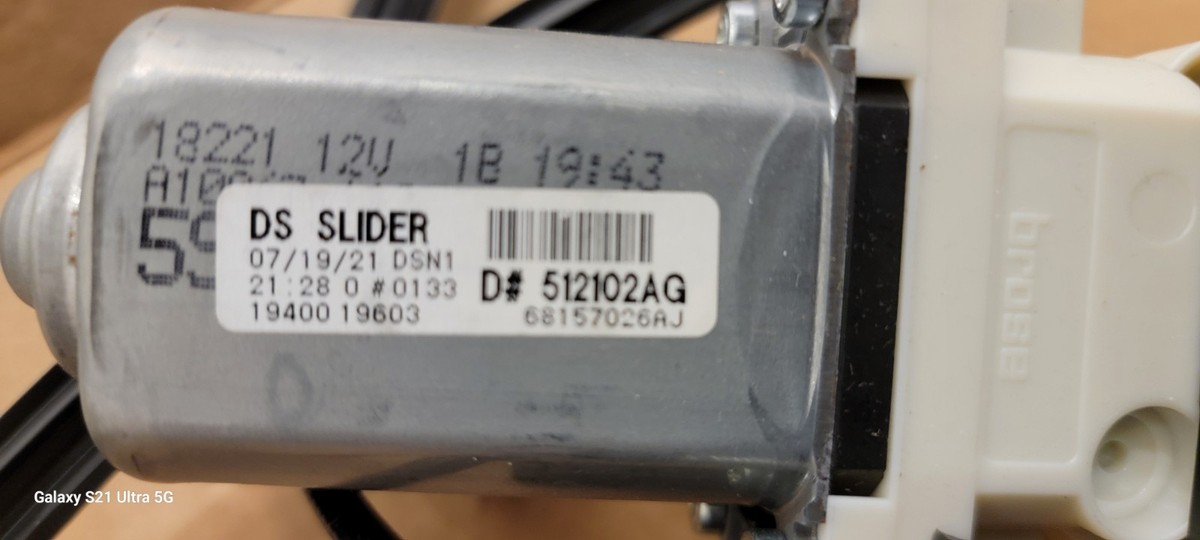 18221 12V 1B 19:43
DS SLIDER
07/19/21 DSN1
21:28 0 #0133
19400 19603
D# 512102AG
68157026AJ
brose
Galaxy S21 Ultra 5G